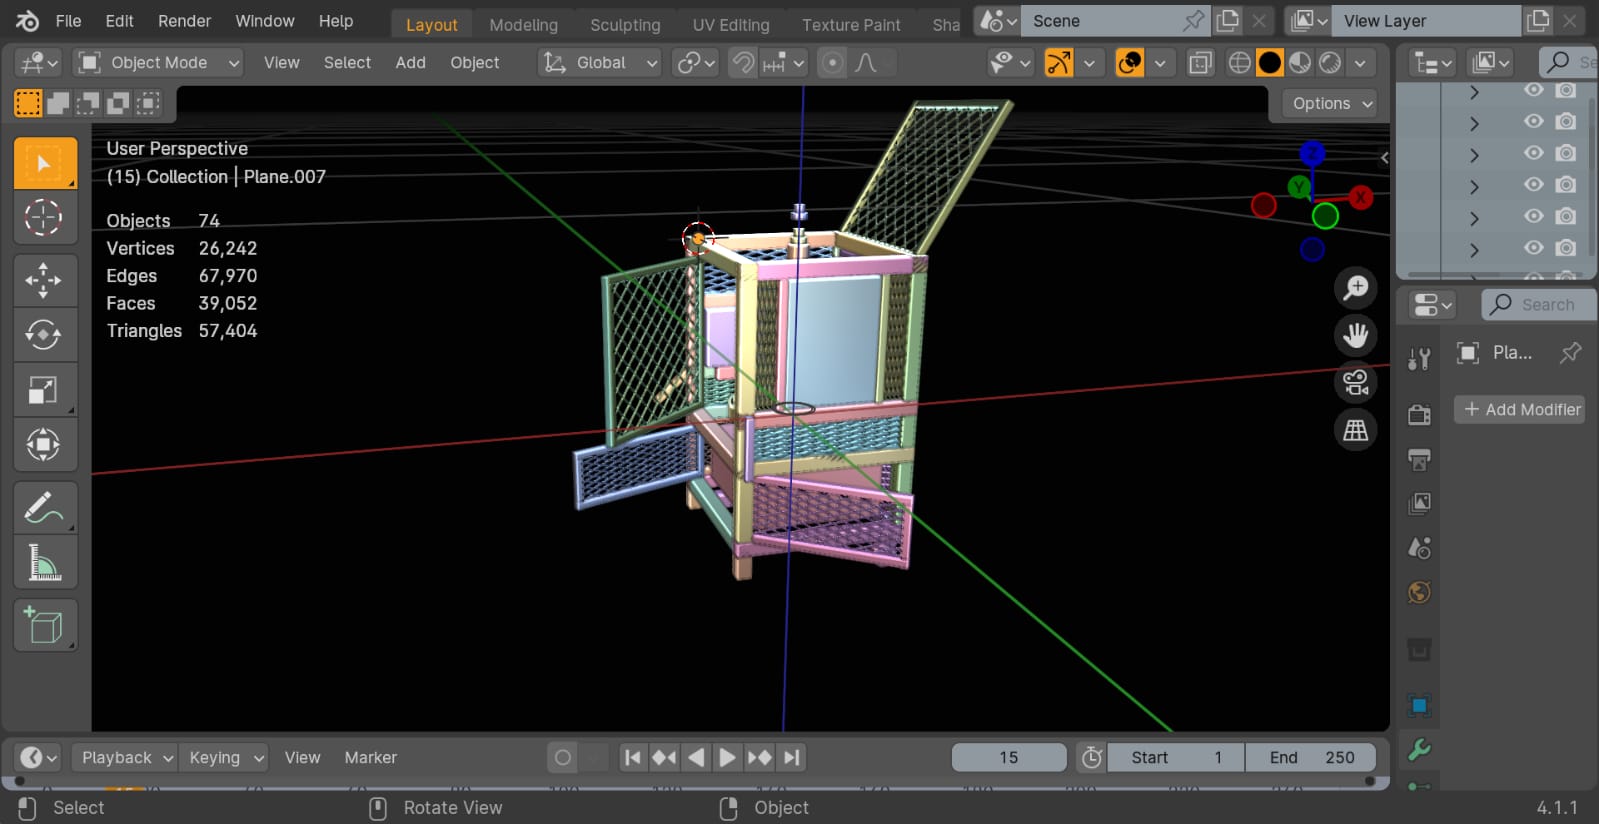 File Edit Render Window Help Layout Modeling Sculpting UV Editing Texture Paint Sha Scene View Layer
Object Mode View Select Add Object Global Se
Options
User Perspective
(15) Collection | Plane.007
Objects 74
Vertices 26,242
Edges 67,970
Faces 39,052
Triangles 57,404
Z
Y
X
Search
Pla...
+ Add Modifier
Playback Keying View Marker 15 Start 1 End 250
Select Rotate View Object 4.1.1